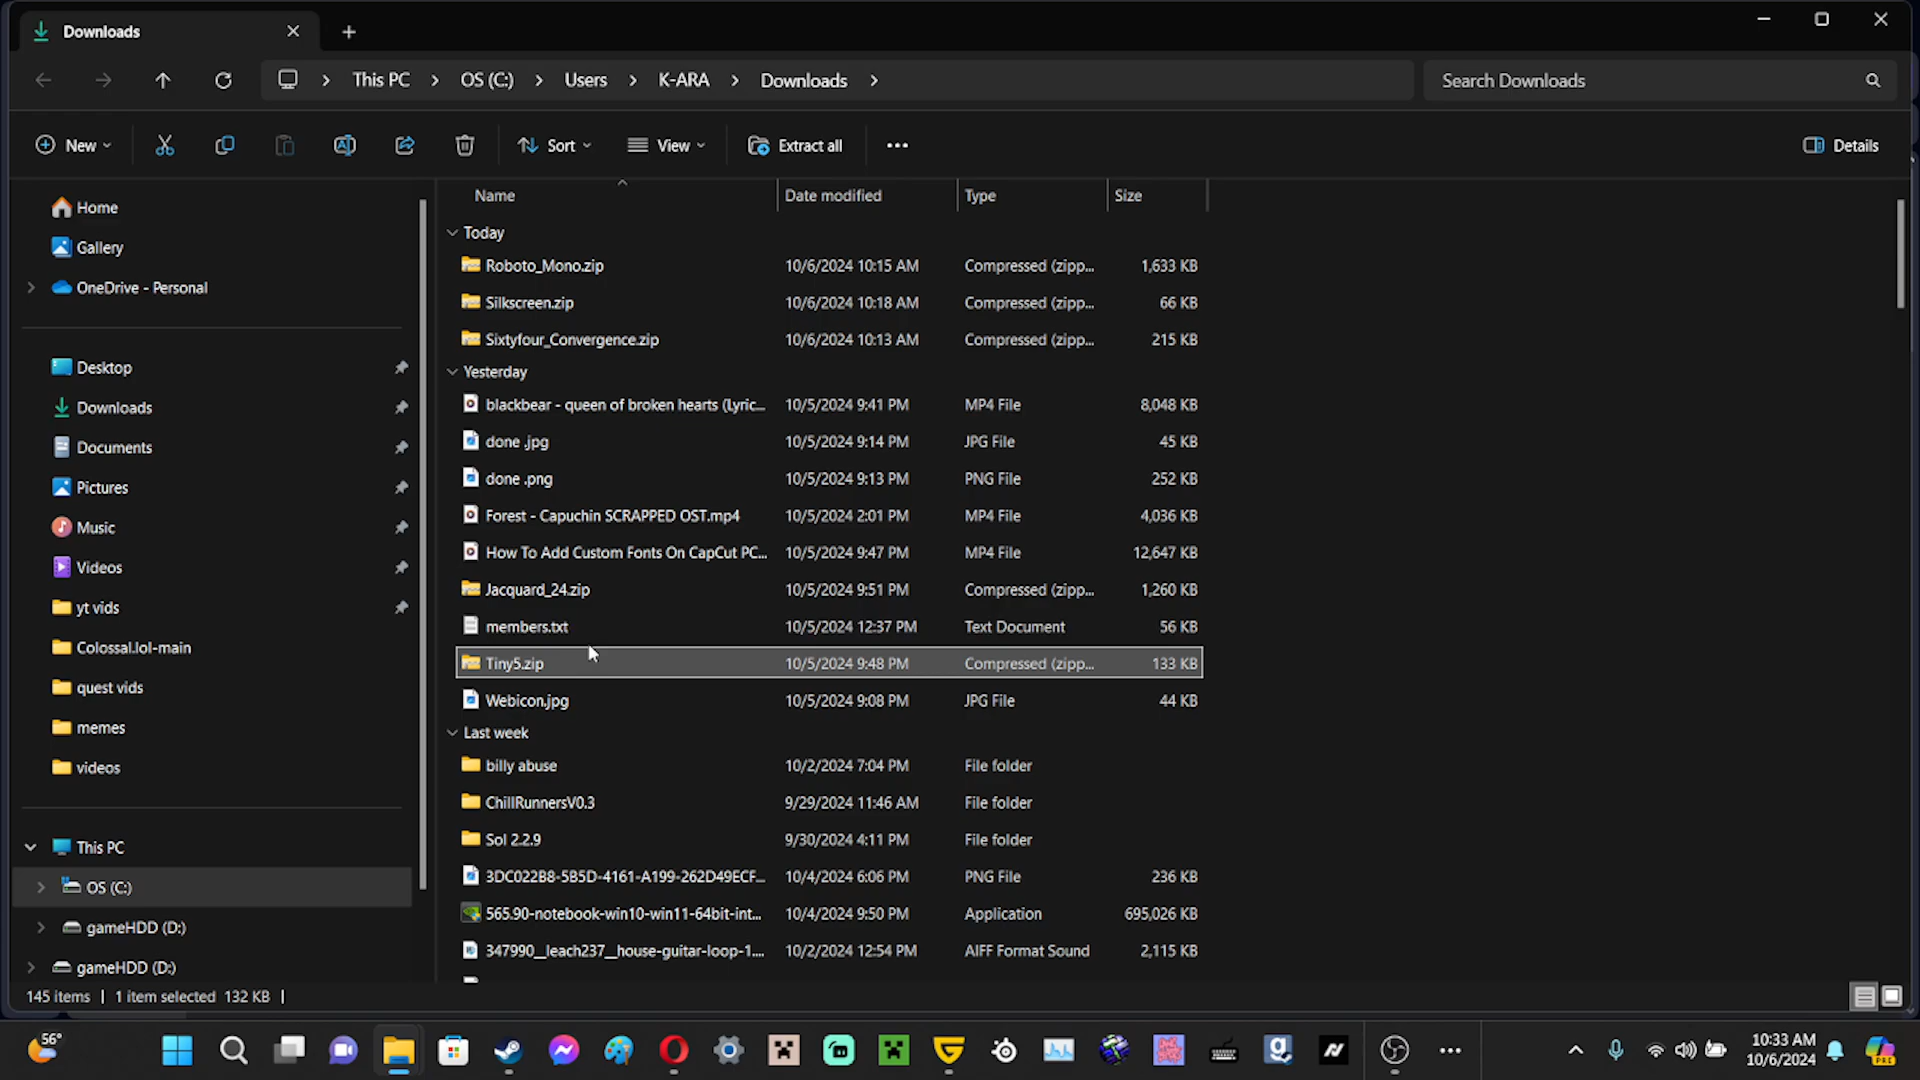 Downloads
This PC > OS (C:) > Users > K-ARA > Downloads >
Search Downloads
New
Sort
View
Extract all
Details
Name Date modified Type Size
Home
Gallery
OneDrive - Personal
Desktop
Downloads
Documents
Pictures
Music
Videos
yt vids
Colossal.lol-main
quest vids
memes
videos
This PC
OS (C:)
gameHDD (D:)
gameHDD (D:)
Today
Roboto_Mono.zip 10/6/2024 10:15 AM Compressed (zipp... 1,633 KB
Silkscreen.zip 10/6/2024 10:18 AM Compressed (zipp... 66 KB
Sixtyfour_Convergence.zip 10/6/2024 10:13 AM Compressed (zipp... 215 KB
Yesterday
blackbear - queen of broken hearts (Lyric... 10/5/2024 9:41 PM MP4 File 8,048 KB
done .jpg 10/5/2024 9:14 PM JPG File 45 KB
done .png 10/5/2024 9:13 PM PNG File 252 KB
Forest - Capuchin SCRAPPED OST.mp4 10/5/2024 2:01 PM MP4 File 4,036 KB
How To Add Custom Fonts On CapCut PC... 10/5/2024 9:47 PM MP4 File 12,647 KB
Jacquard_24.zip 10/5/2024 9:51 PM Compressed (zipp... 1,260 KB
members.txt 10/5/2024 12:37 PM Text Document 56 KB
Tiny5.zip 10/5/2024 9:48 PM Compressed (zipp... 133 KB
Webicon.jpg 10/5/2024 9:08 PM JPG File 44 KB
Last week
billy abuse 10/2/2024 7:04 PM File folder
ChillRunnersV0.3 9/29/2024 11:46 AM File folder
Sol 2.2.9 9/30/2024 4:11 PM File folder
3DC022B8-5B5D-4161-A199-262D49ECF... 10/4/2024 6:06 PM PNG File 236 KB
565.90-notebook-win10-win11-64bit-int... 10/4/2024 9:50 PM Application 695,026 KB
347990__leach237__house-guitar-loop-1.... 10/2/2024 12:54 PM AIFF Format Sound 2,115 KB
145 items | 1 item selected 132 KB |
56°
10:33 AM
10/6/2024
PRE